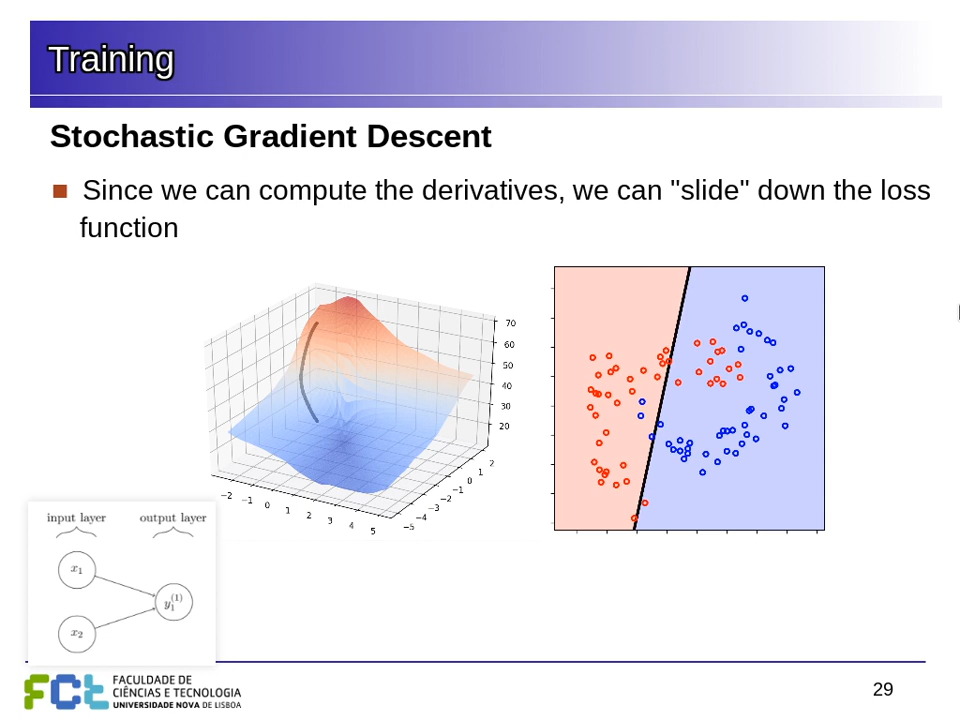 Training
Stochastic Gradient Descent
Since we can compute the derivatives, we can "slide" down the loss
function
70
60
50
40
30
20
−2 −1 0 1 2 3 4 5
−5 −4 −3 −2 −1 0 1 2
input layer output layer
x1
y1(1)
x2
FACULDADE DE
CIÊNCIAS E TECNOLOGIA
UNIVERSIDADE NOVA DE LISBOA
FCt
29